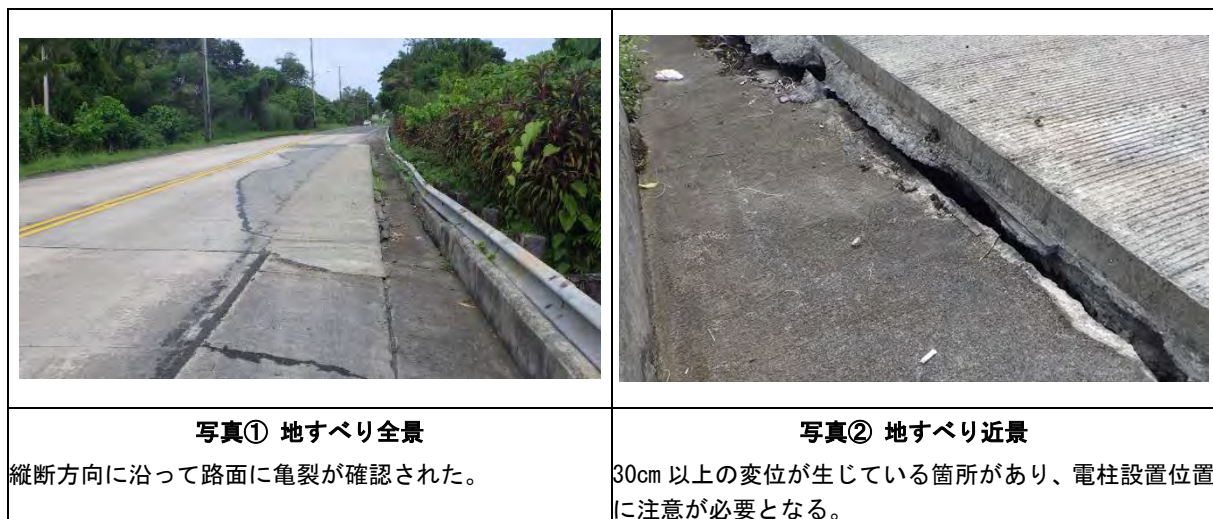 写真① 地すべり全景
縦断方向に沿って路面に亀裂が確認された。
写真② 地すべり近景
30cm 以上の変位が生じている箇所があり、電柱設置位置
に注意が必要となる。